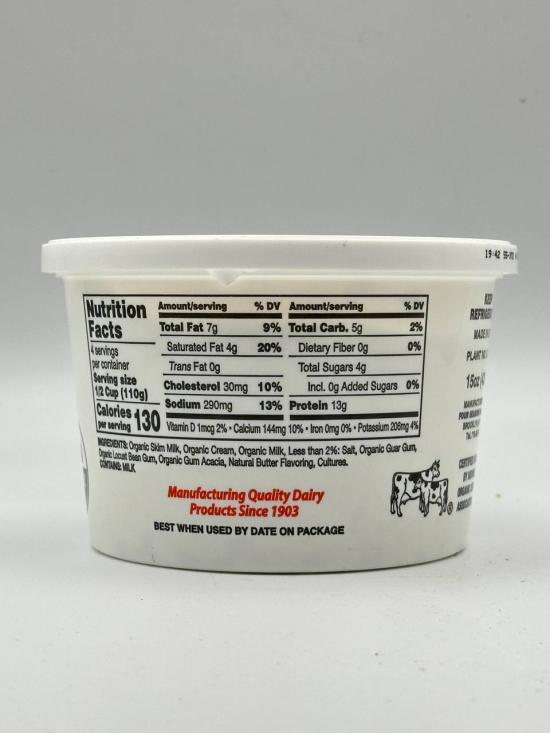 19:42
Nutrition Facts
4 servings per container
Serving size
1/2 Cup (110g)
Calories per serving 130
Amount/serving % DV
Total Fat 7g 9%
Saturated Fat 4g 20%
Trans Fat 0g
Cholesterol 30mg 10%
Sodium 290mg 13%
Amount/serving % DV
Total Carb. 5g 2%
Dietary Fiber 0g 0%
Total Sugars 4g
Incl. 0g Added Sugars 0%
Protein 13g
Vitamin D 1mcg 2% • Calcium 144mg 10% • Iron 0mg 0% • Potassium 206mg 4%
INGREDIENTS: Organic Skim Milk, Organic Cream, Organic Milk, Less than 2%: Salt, Organic Guar Gum,
Organic Locust Bean Gum, Organic Gum Acacia, Natural Butter Flavoring, Cultures.
CONTAINS: MILK
Manufacturing Quality Dairy
Products Since 1903
BEST WHEN USED BY DATE ON PACKAGE
PLANT
15oz